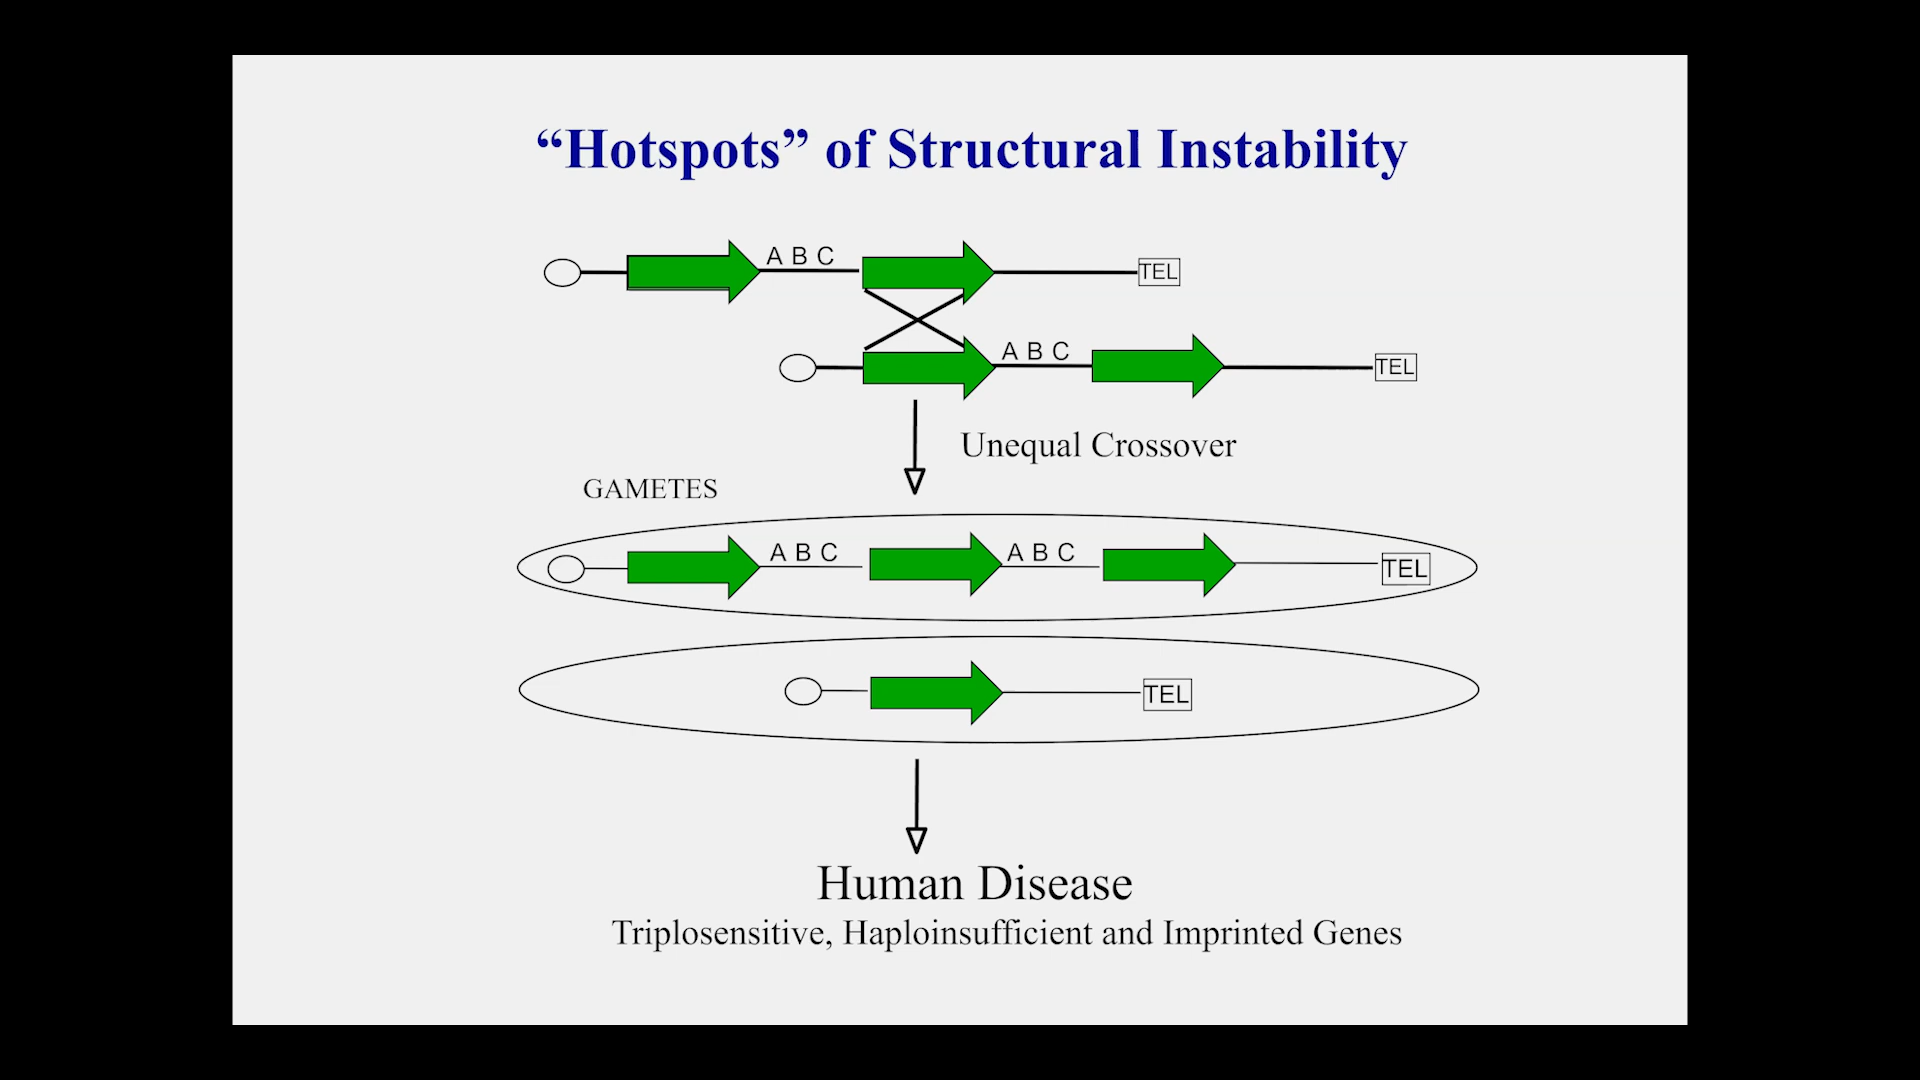 “Hotspots” of Structural Instability
A B C
TEL
A B C
TEL
Unequal Crossover
GAMETES
A B C
A B C
TEL
TEL
Human Disease
Triplosensitive, Haploinsufficient and Imprinted Genes